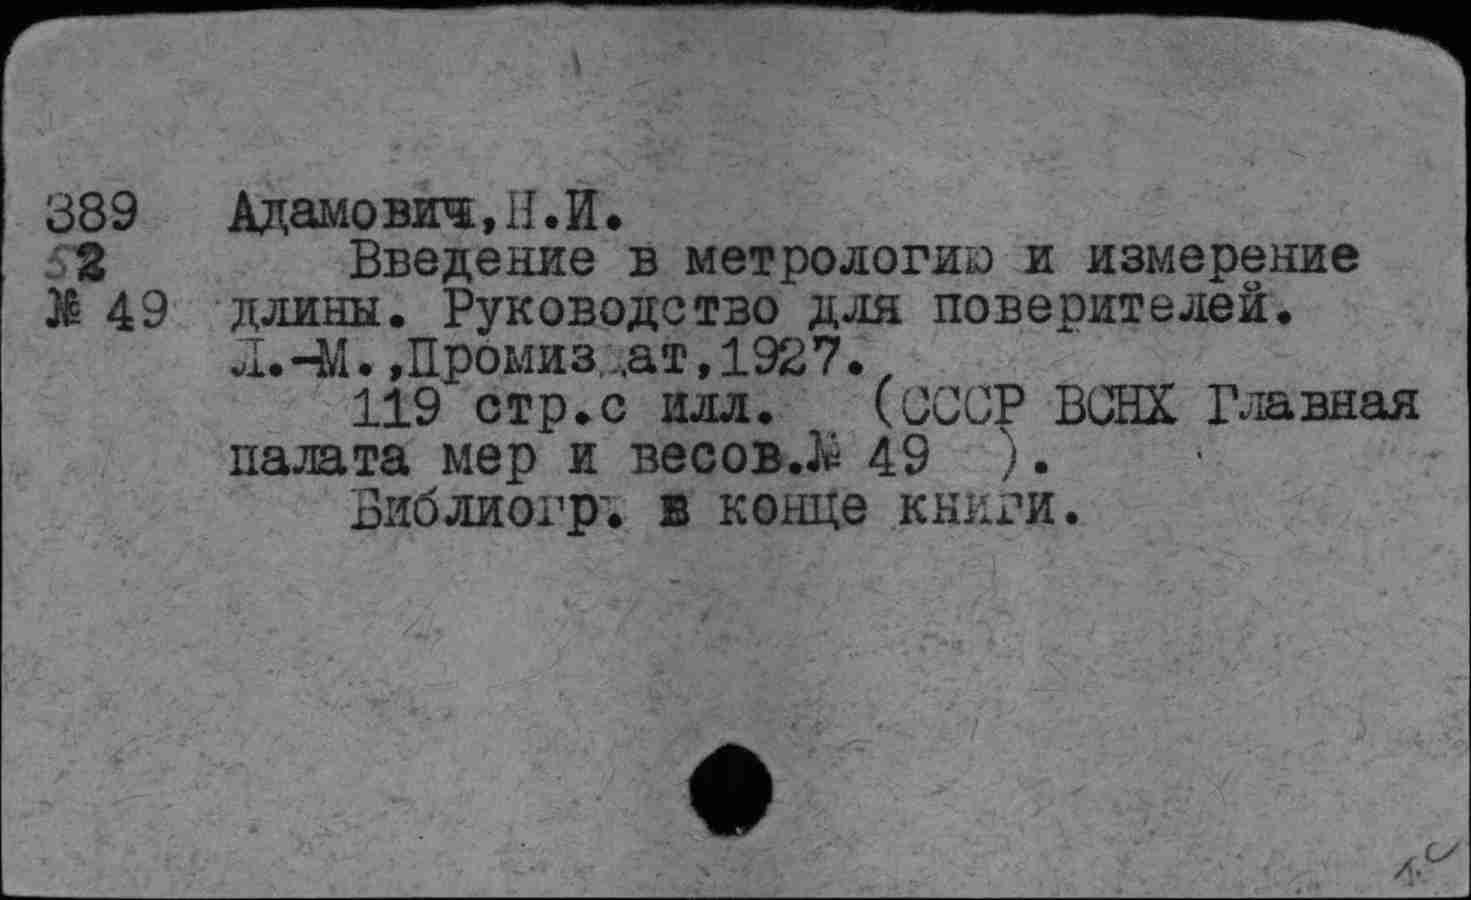 389 Адамович,Н.И.
52 Введение в метрологию и измерение
№ 49 длины. Руководство для поверителей.
Л.-М.,Промиздат,1927.
119 стр.с илл. (СССР ВСНХ Главная
палата мер и весов.№ 49 ).
Библиогр. в конце книги.